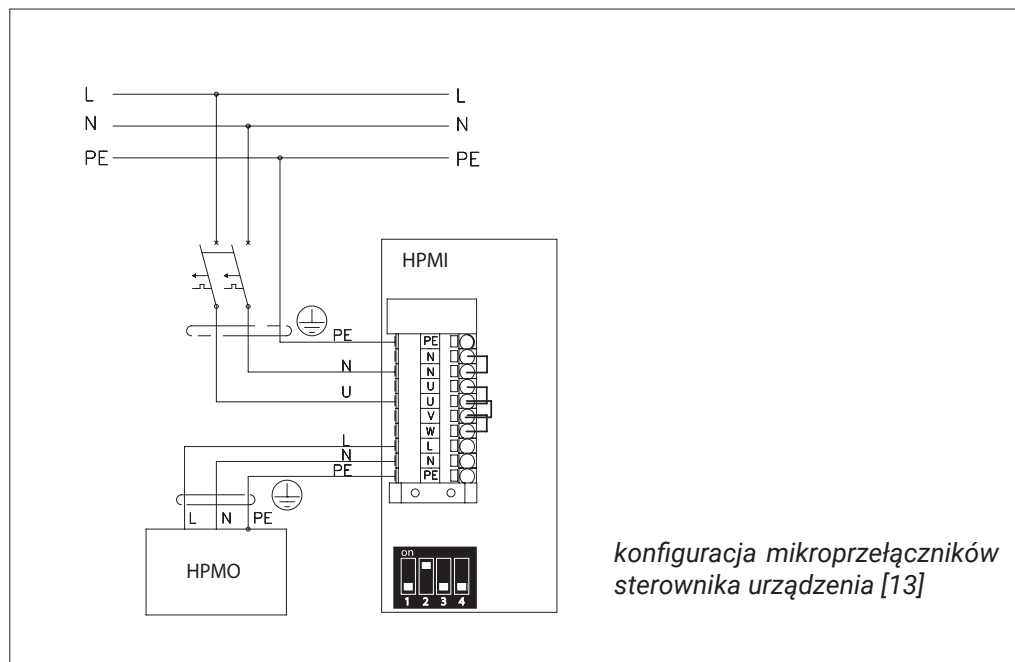 L L
N N
PE PE
HPMI
PE PE
N
N N
U
U U
V
W
L L
N N
PE PE
L N PE
HPMO
on
1 2 3 4
konfiguracja mikroprzełączników
sterownika urządzenia [13]